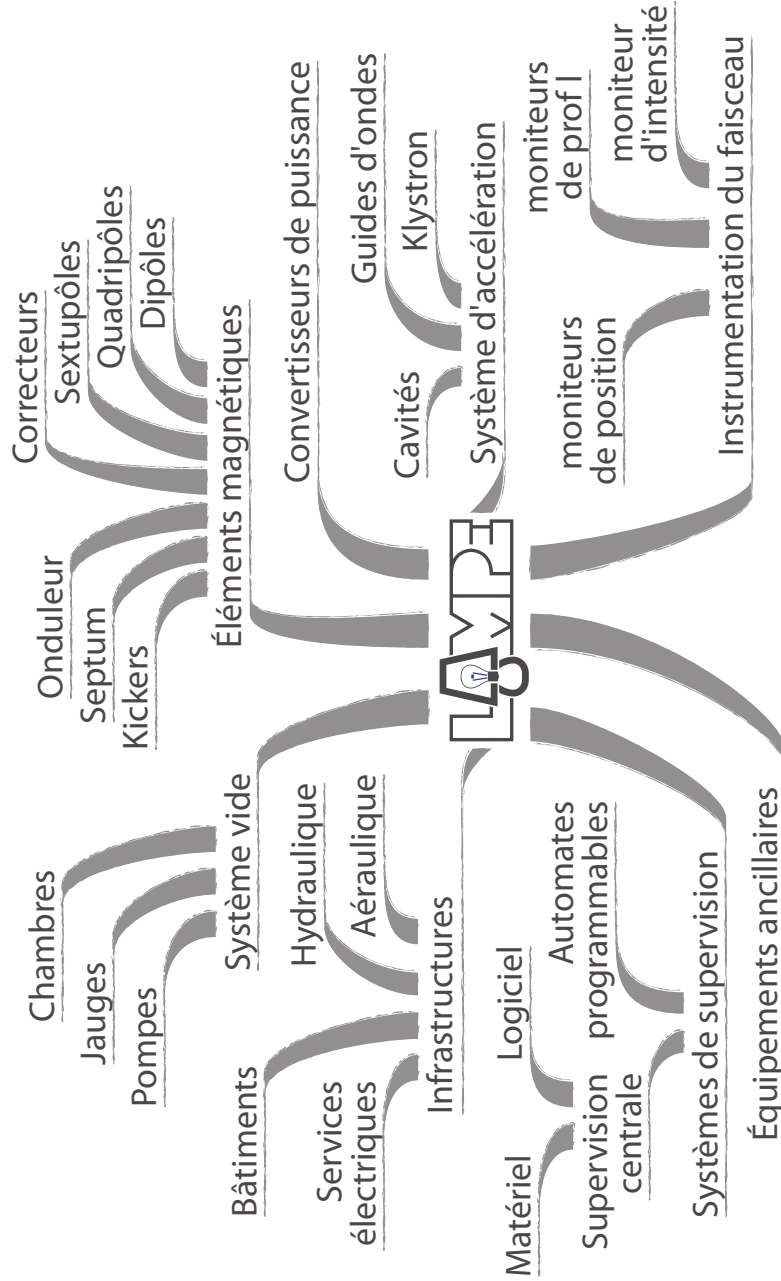 Correcteurs
Sextupôles
Quadripôles
Dipôles
Onduleur
Septum
Kickers
Éléments magnétiques
Chambres
Jauges
Pompes
Système vide
Convertisseurs de puissance
Guides d'ondes
Klystron
Cavités
Système d'accélération
Bâtiments
Hydraulique
Aéraulique
Services
électriques
Infrastructures
LAMPE
moniteurs
de prof l
moniteur
d'intensité
moniteurs
de position
Instrumentation du faisceau
Logiciel
Matériel
Automates
programmables
Supervision
centrale
Systèmes de supervision
Équipements ancillaires